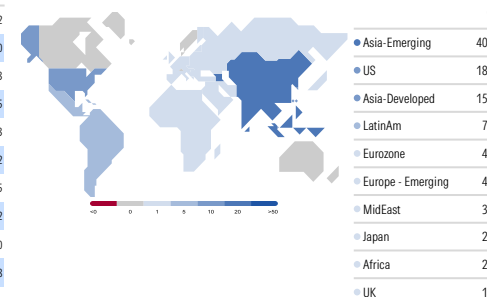 Asia-Emerging 40
US 18
Asia-Developed 15
LatinAm 7
Eurozone 4
Europe - Emerging 4
MidEast 3
Japan 2
Africa 2
UK 1
<0 0 1 5 10 20 >50